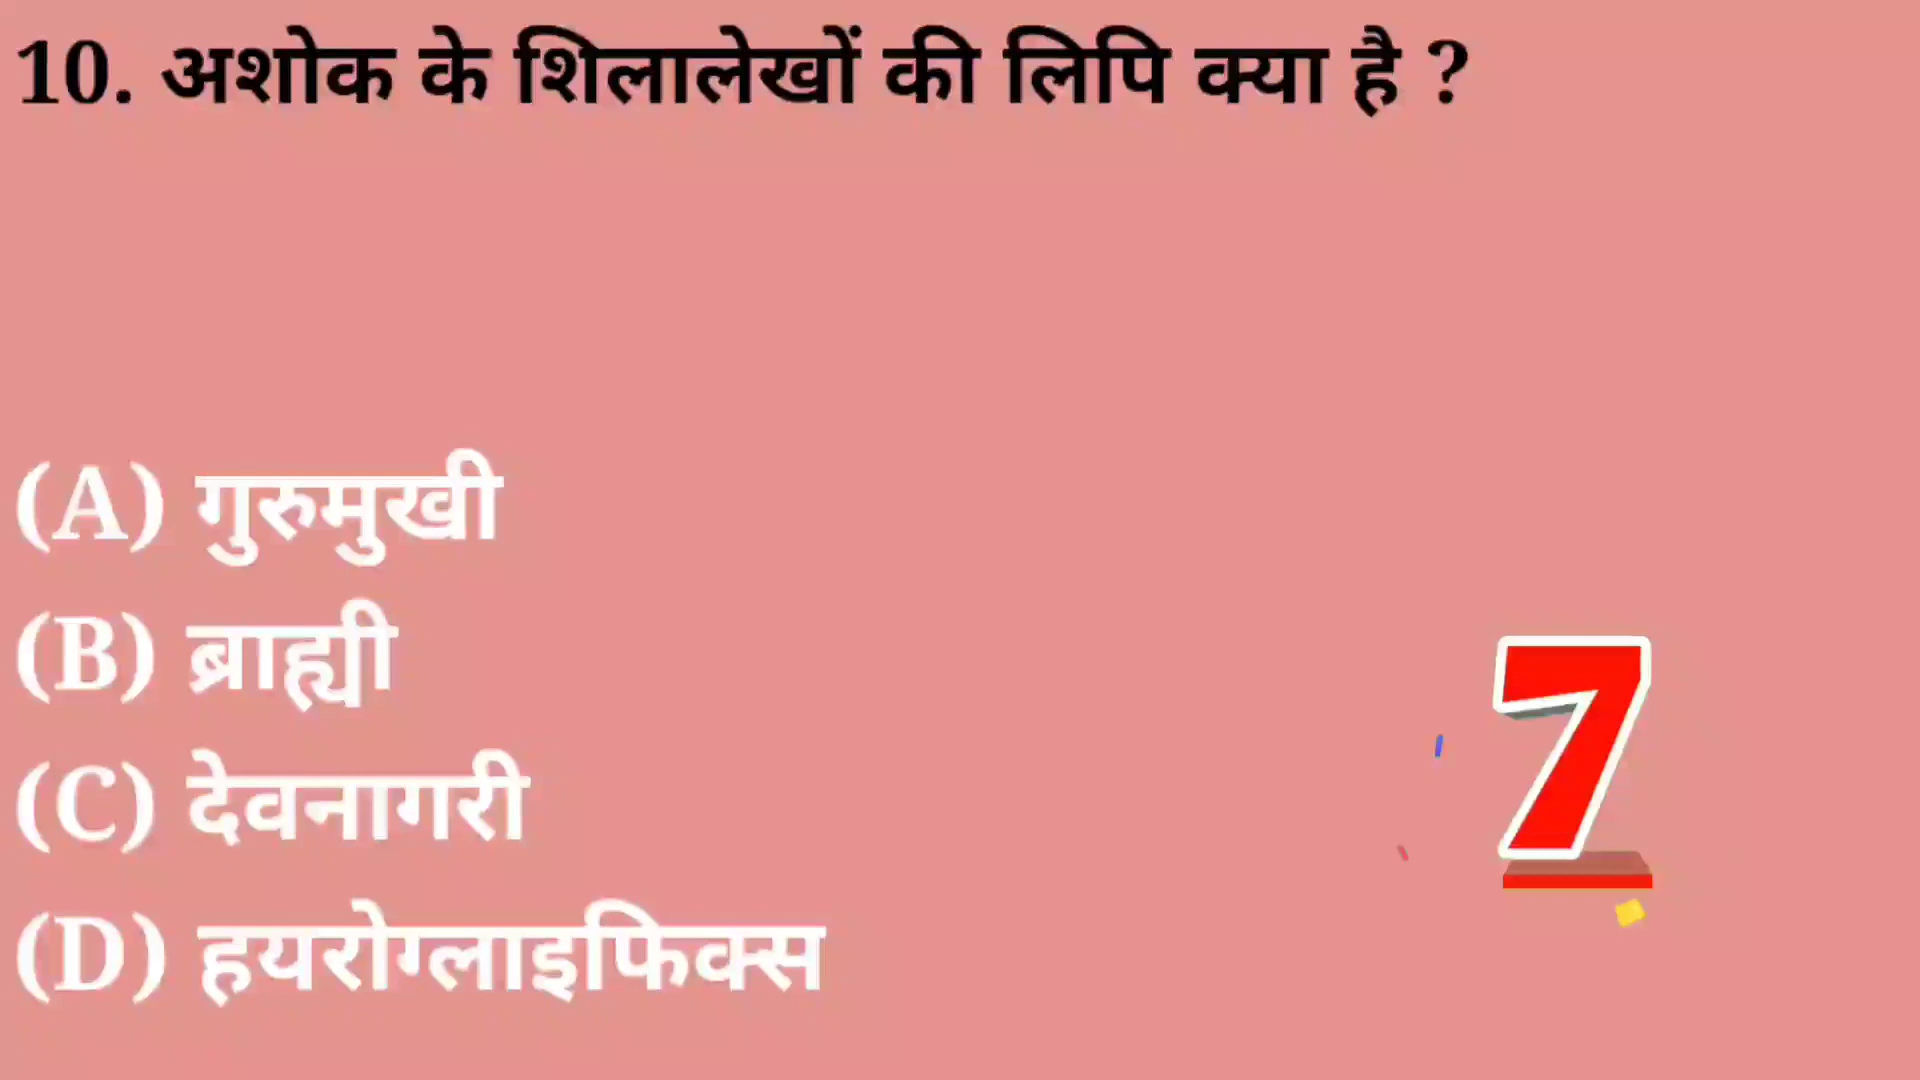 10. अशोक के शिलालेखों की लिपि क्या है ?
(A) गुरुमुखी
(B) ब्राह्यी
(C) देवनागरी
7
(D) हयरोग्लाइफिक्स